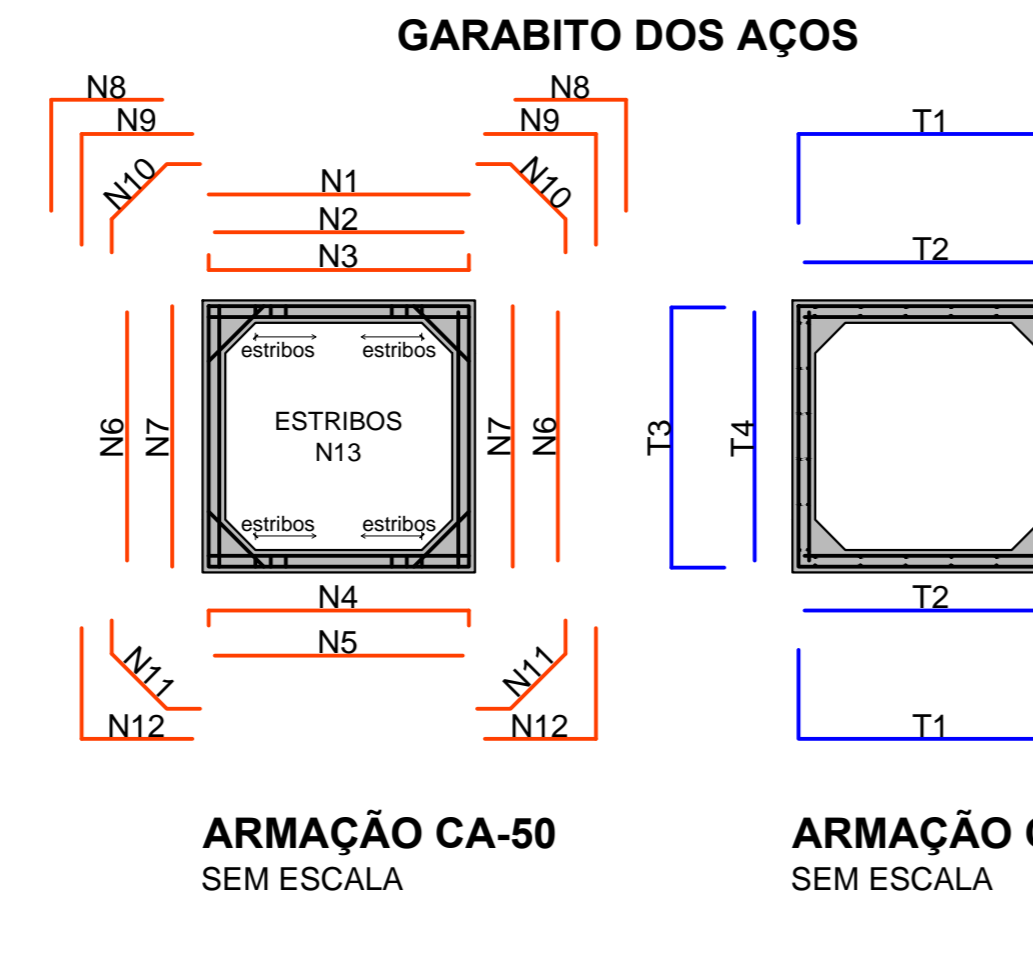 GARABITO DOS AÇOS
N8
N8
N9
N9
T1
N10
N10
N1
N2
N3
T2
estribos
estribos
ESTRIBOS
N13
N6
N7
N7
N6
T3
T4
estribos
estribos
N4
T2
N5
N11
N11
N12
N12
T1
ARMAÇÃO CA-50
SEM ESCALA
ARMAÇÃO
SEM ESCALA